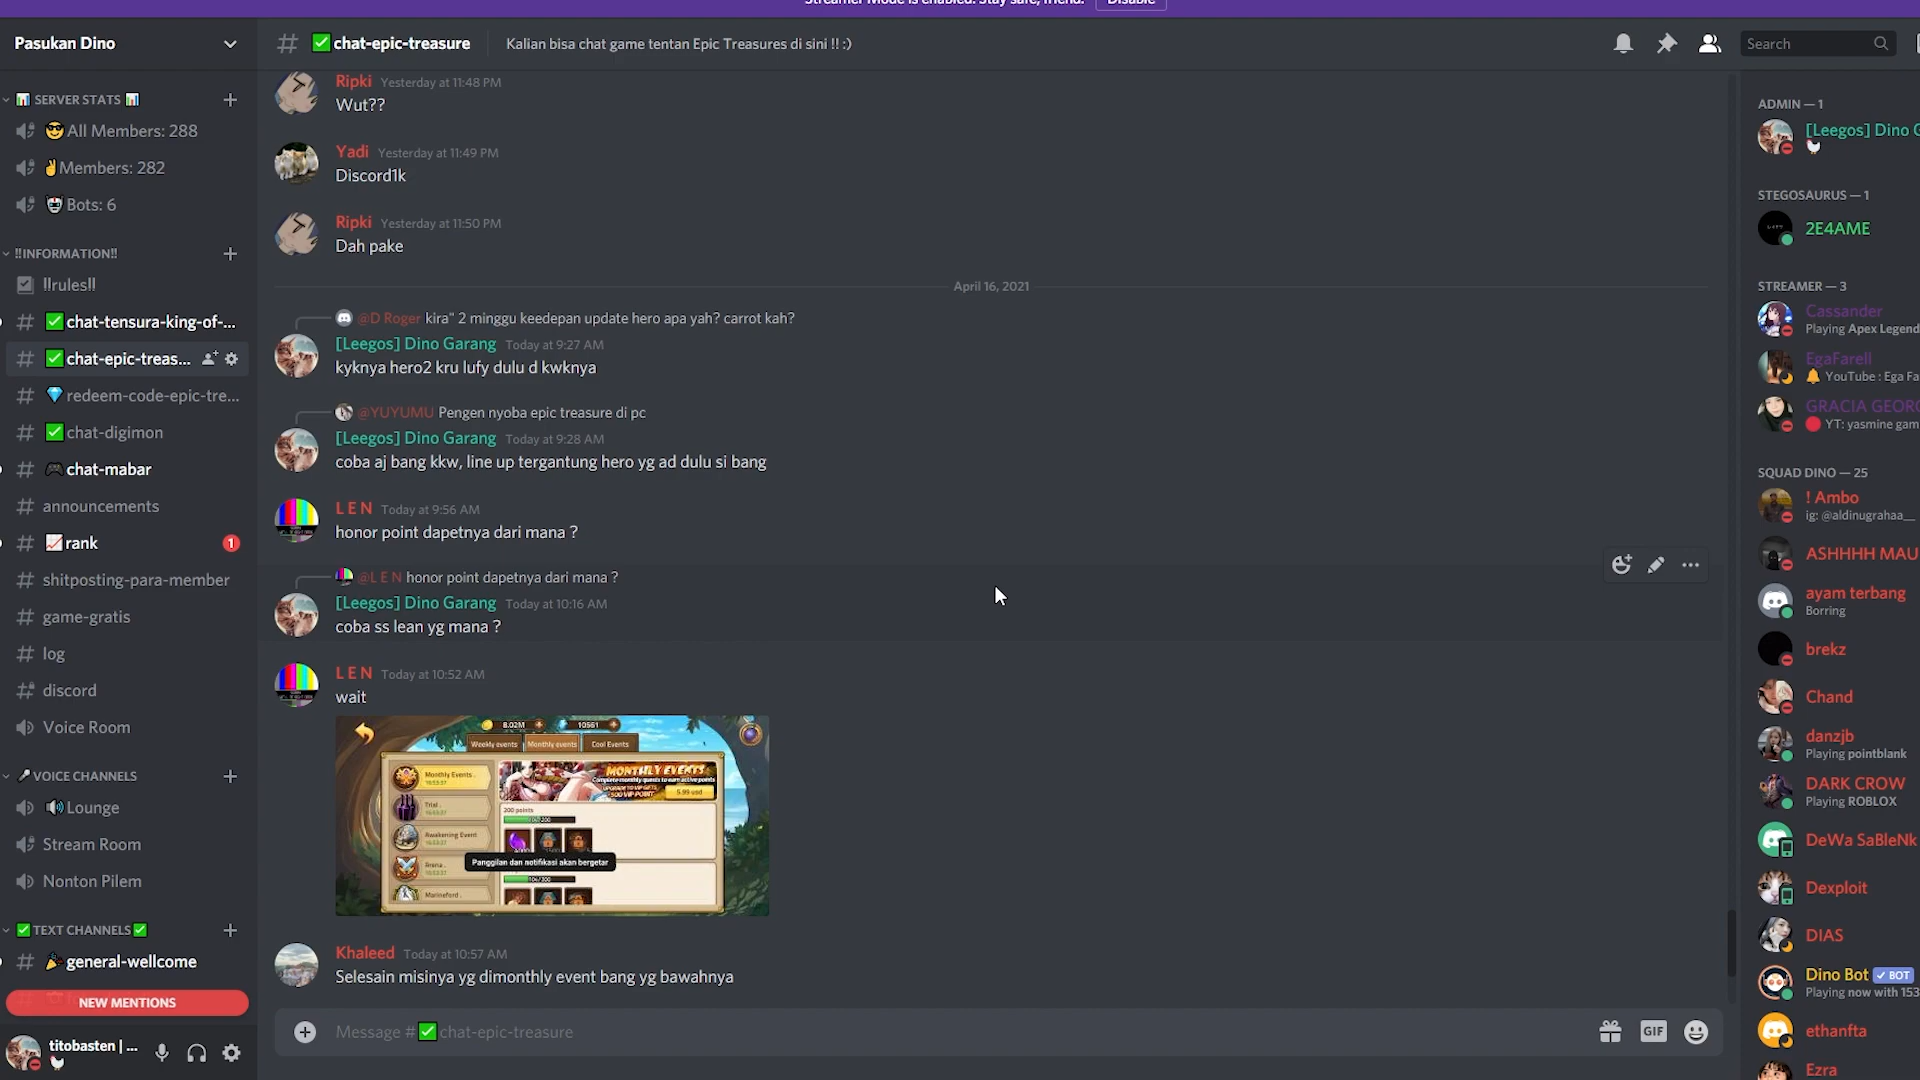 Streamer Mode is enabled. Stay safe, friend.
Disable
Pasukan Dino
chat-epic-treasure
Kalian bisa chat game tentan Epic Treasures di sini !! :)
Search
SERVER STATS
All Members: 288
Members: 282
Bots: 6
!!INFORMATION!!
!!rules!!
chat-tensura-king-of-...
chat-epic-treas...
redeem-code-epic-tre...
chat-digimon
chat-mabar
announcements
rank
1
shitposting-para-member
game-gratis
log
discord
Voice Room
VOICE CHANNELS
Lounge
Stream Room
Nonton Pilem
TEXT CHANNELS
general-wellcome
NEW MENTIONS
titobasten | ...
Ripki Yesterday at 11:48 PM
Wut??
Yadi Yesterday at 11:49 PM
Discord1k
Ripki Yesterday at 11:50 PM
Dah pake
April 16, 2021
@D Roger kira" 2 minggu keedepan update hero apa yah? carrot kah?
[Leegos] Dino Garang Today at 9:27 AM
kyknya hero2 kru lufy dulu d kwknya
@YUYUMU Pengen nyoba epic treasure di pc
[Leegos] Dino Garang Today at 9:28 AM
coba aj bang kkw, line up tergantung hero yg ad dulu si bang
L E N Today at 9:56 AM
honor point dapetnya dari mana ?
@L E N honor point dapetnya dari mana ?
[Leegos] Dino Garang Today at 10:16 AM
coba ss lean yg mana ?
L E N Today at 10:52 AM
wait
8.02M
10561
Weekly events
Monthly events
Cool Events
Monthly Events
MONTHLY EVENTS
Complete monthly quests to earn active points
UPGRADE TO VIP GETS
500 VIP POINT
5.99 usd
Trial
200 points
Awakening Event
Arena
Panggilan dan notifikasi akan bergetar
Marineford
104/200
Khaleed Today at 10:57 AM
Selesain misinya yg dimonthly event bang yg bawahnya
Message #chat-epic-treasure
GIF
ADMIN — 1
[Leegos] Dino G
STEGOSAURUS — 1
2E4AME
STREAMER — 3
Cassander
Playing Apex Legend
EgaFarell
YouTube : Ega Fa
GRACIA GEORG
YT: yasmine gam
SQUAD DINO — 25
! Ambo
ig: @aldinugrahaa__
ASHHHH MAU
ayam terbang
Borring
brekz
Chand
danzjb
Playing pointblank
DARK CROW
Playing ROBLOX
DeWa SaBleNk
Dexploit
DIAS
Dino Bot BOT
Playing now with 153
ethanfta
Ezra